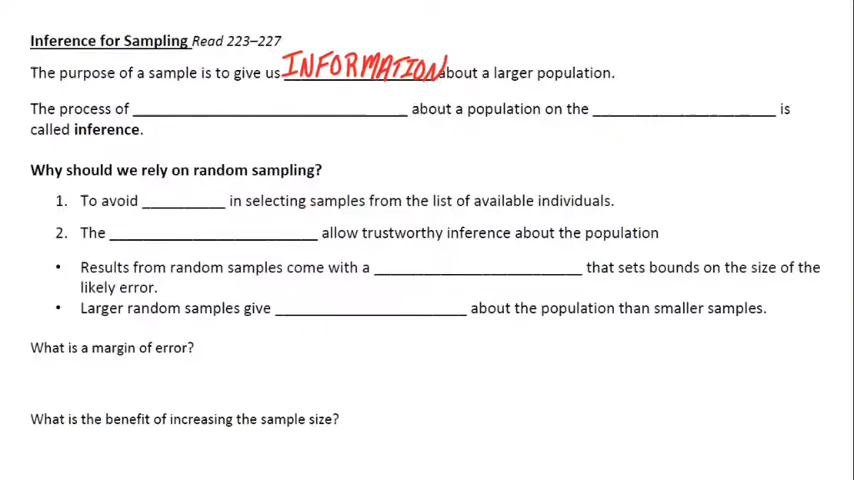 Inference for Sampling Read 223–227
The purpose of a sample is to give us INFORMATION about a larger population.
The process of ________________________________ about a population on the _____________________ is
called inference.
Why should we rely on random sampling?
1. To avoid __________ in selecting samples from the list of available individuals.
2. The _________________________ allow trustworthy inference about the population
• Results from random samples come with a _________________________ that sets bounds on the size of the
likely error.
• Larger random samples give _______________________ about the population than smaller samples.
What is a margin of error?
What is the benefit of increasing the sample size?